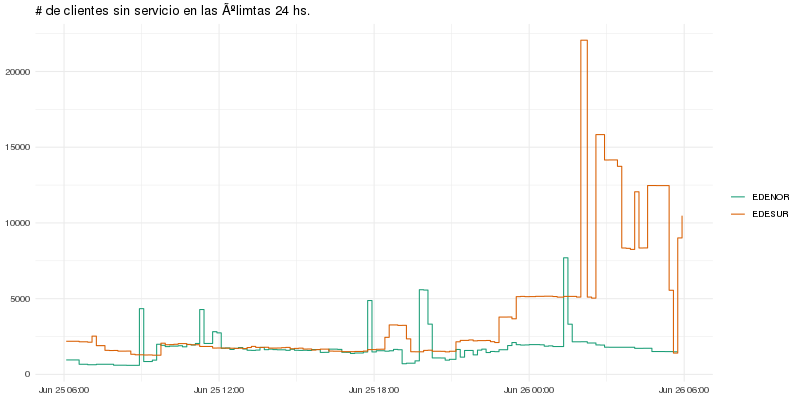 # de clientes sin servicio en las Ãºlimtas 24 hs.
20000
15000
10000
5000
0
Jun 25 06:00
Jun 25 12:00
Jun 25 18:00
Jun 26 00:00
Jun 26 06:00
EDENOR
EDESUR